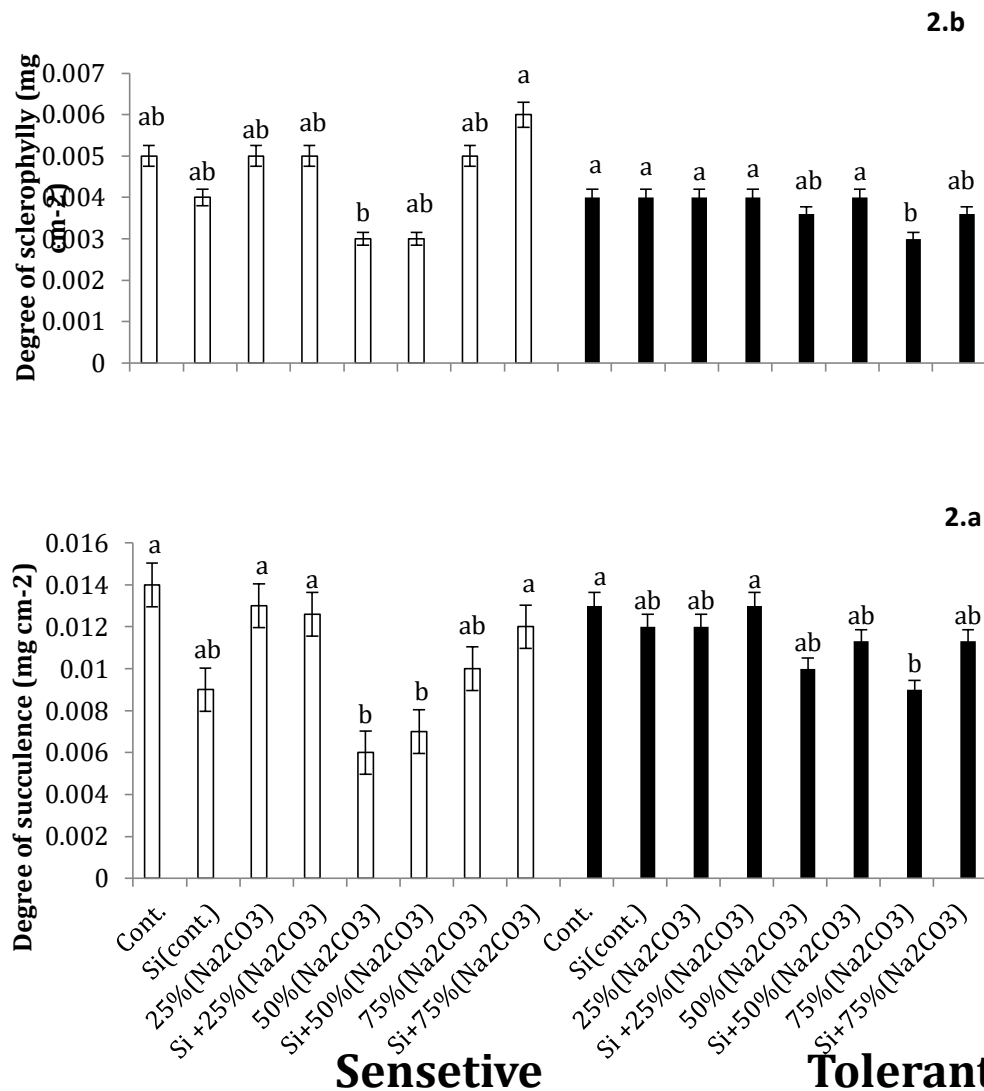 2.b
Degree of sclerophylly (mg
cm-2)
0.007
0.006
0.005
0.004
0.003
0.002
0.001
0
ab
ab
ab
ab
b
ab
ab
a
a
a
a
a
ab
a
b
ab
2.a
Degree of succulence (mg cm-2)
0.016
0.014
0.012
0.01
0.008
0.006
0.004
0.002
0
a
ab
a
a
b
b
ab
a
a
ab
ab
a
ab
ab
b
ab
Cont.
Si(cont.)
25%(Na2CO3)
Si +25%(Na2CO3)
50%(Na2CO3)
Si+50%(Na2CO3)
75%(Na2CO3)
Si+75%(Na2CO3)
Cont.
Si(cont.)
25%(Na2CO3)
Si +25%(Na2CO3)
50%(Na2CO3)
Si+50%(Na2CO3)
75%(Na2CO3)
Si+75%(Na2CO3)
Sensetive
Tolerant